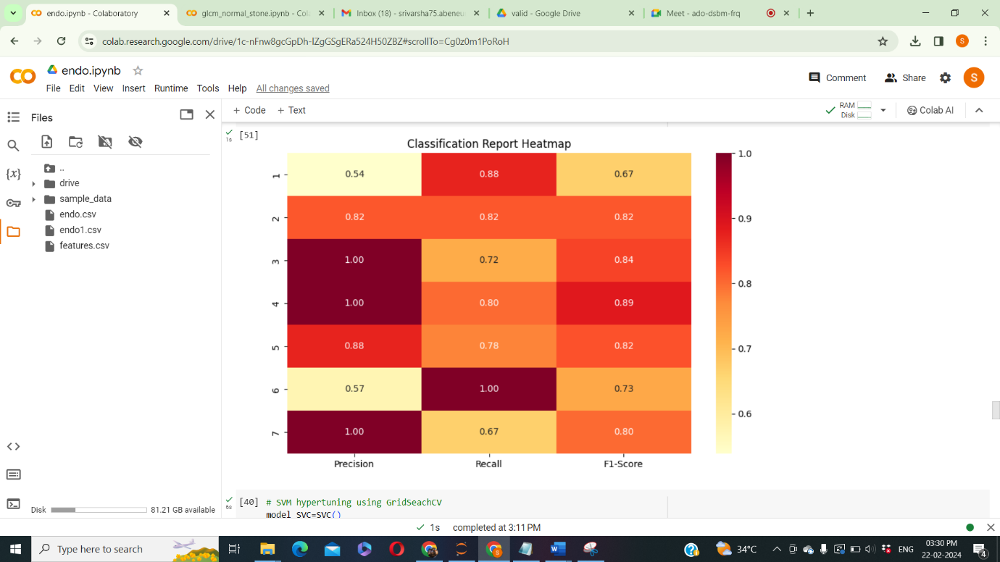 endo.ipynb - Colaboratory
glcm_normal_stone.ipynb - Col
Inbox (18) - srivarsha75.abeneu
valid - Google Drive
Meet - ado-dsbm-frq
colab.research.google.com/drive/1c-nFnw8gcGpDh-lZgGSgERa524H50ZBZ#scrollTo=Cg0z0m1PoRoH
S
endo.ipynb
Comment
Share
S
File Edit View Insert Runtime Tools Help All changes saved
Files
+ Code + Text
RAM
Disk
Colab AI
{x}
..
drive
sample_data
endo.csv
endo1.csv
features.csv
1s
[51]
Classification Report Heatmap
1 0.54 0.88 0.67
2 0.82 0.82 0.82
3 1.00 0.72 0.84
4 1.00 0.80 0.89
5 0.88 0.78 0.82
6 0.57 1.00 0.73
7 1.00 0.67 0.80
Precision Recall F1-Score
1.0
0.9
0.8
0.7
0.6
6s
[40] # SVM hypertuning using GridSeachCV
model SVC=SVC()
Disk 81.21 GB available
1s completed at 3:11 PM
Type here to search
34°C
ENG
03:30 PM
22-02-2024
4